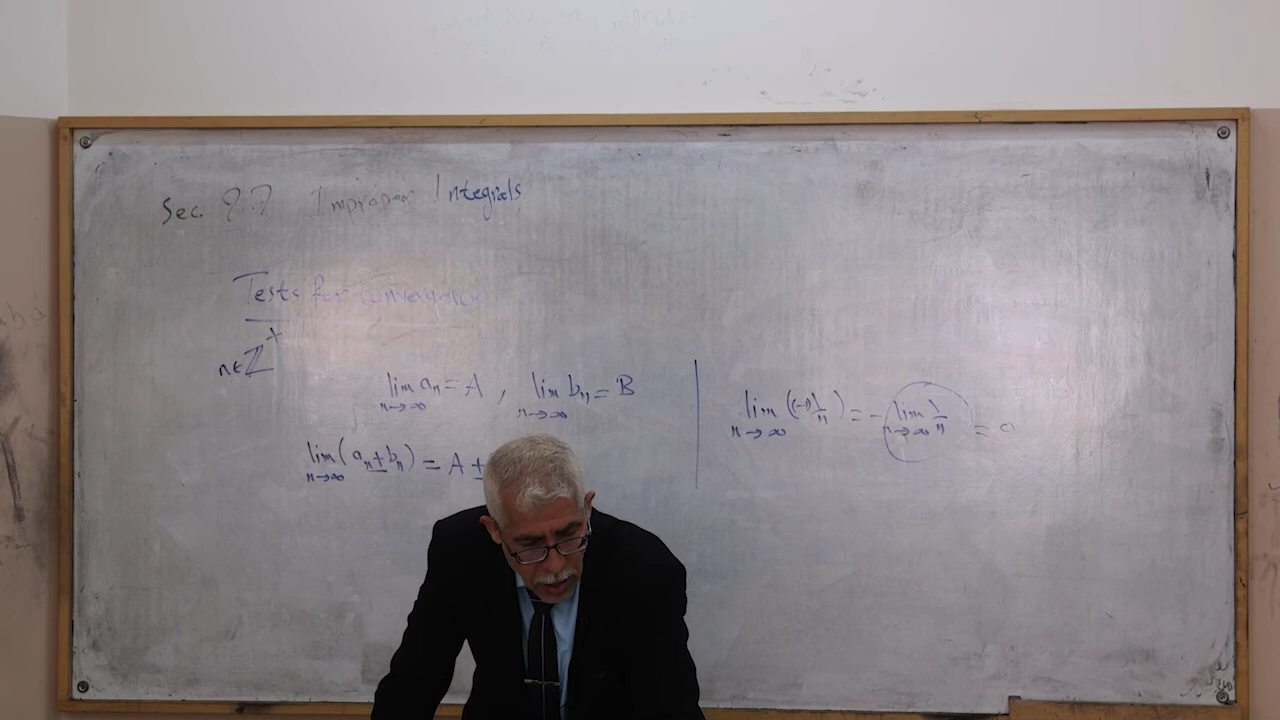 Sec. 8.7 Improper Integrals
Tests for convergence
n∈ℤ⁺
lim aₙ = A , lim bₙ = B
n→∞ n→∞
lim (aₙ ± bₙ) = A ±
n→∞
lim ((-1) 1/n) = - lim 1/n = 0
n→∞ n→∞